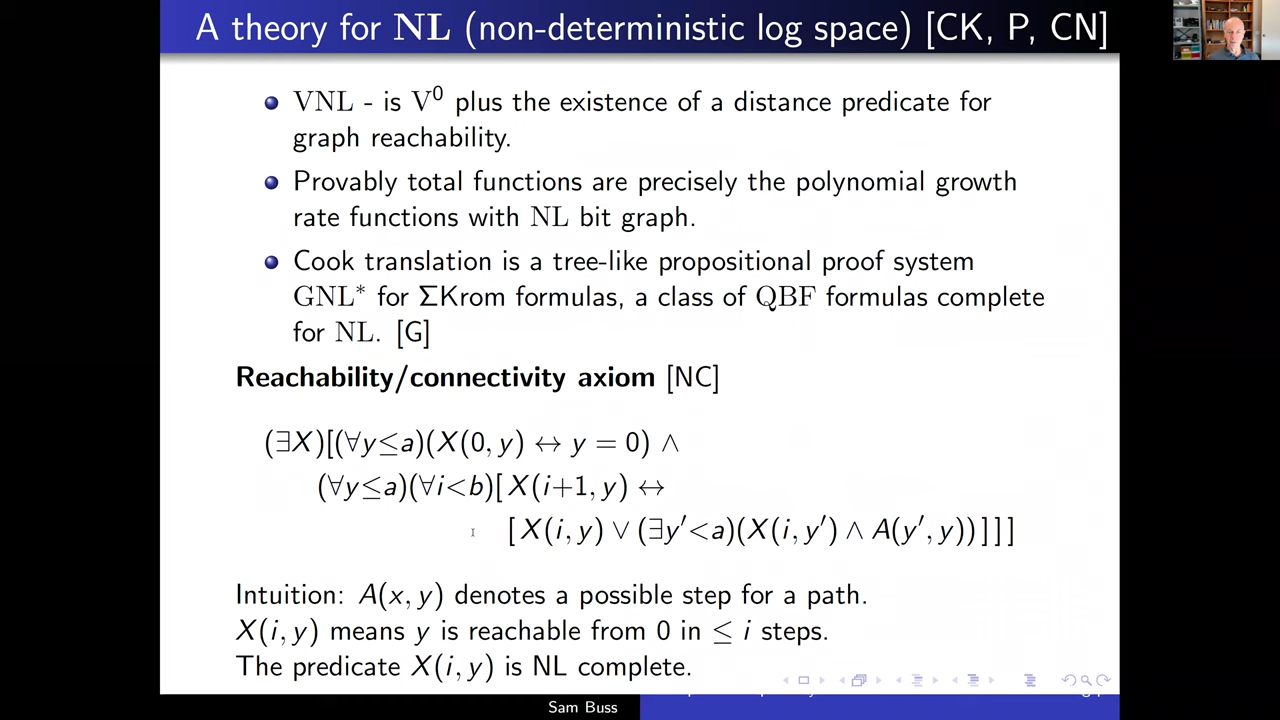 A theory for NL (non-deterministic log space) [CK, P, CN]
VNL - is V⁰ plus the existence of a distance predicate for
graph reachability.
Provably total functions are precisely the polynomial growth
rate functions with NL bit graph.
Cook translation is a tree-like propositional proof system
GNL* for ΣKrom formulas, a class of QBF formulas complete
for NL. [G]
Reachability/connectivity axiom [NC]
(∃X)[(∀y≤a)(X(0, y) ↔ y = 0) ∧
(∀y≤a)(∀i<b)[ X(i+1, y) ↔
[ X(i, y) ∨ (∃y′<a)(X(i, y′) ∧ A(y′, y)) ] ] ]
Intuition: A(x, y) denotes a possible step for a path.
X(i, y) means y is reachable from 0 in ≤ i steps.
The predicate X(i, y) is NL complete.
Sam Buss